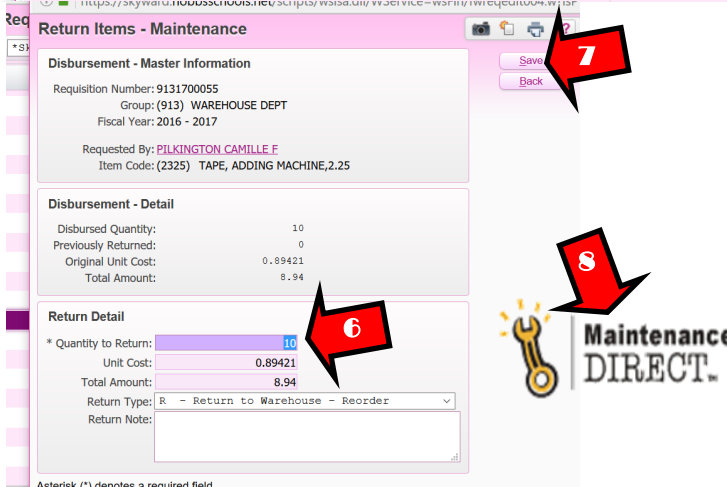 https://skyward.hobbsschools.net/scripts/wsisa.dll/WService=wsFin/fwreqedit004.w?isP
Req
*Sk
Return Items - Maintenance
?
7
Disbursement - Master Information
Save
Back
Requisition Number: 9131700055
Group: (913) WAREHOUSE DEPT
Fiscal Year: 2016 - 2017
Requested By: PILKINGTON CAMILLE F
Item Code: (2325) TAPE, ADDING MACHINE,2.25
Disbursement - Detail
Disbursed Quantity: 10
Previously Returned: 0
Original Unit Cost: 0.89421
Total Amount: 8.94
8
Return Detail
6
Maintenance
DIRECT™
* Quantity to Return: 10
Unit Cost: 0.89421
Total Amount: 8.94
Return Type: R - Return to Warehouse - Reorder
Return Note:
Asterisk (*) denotes a required field